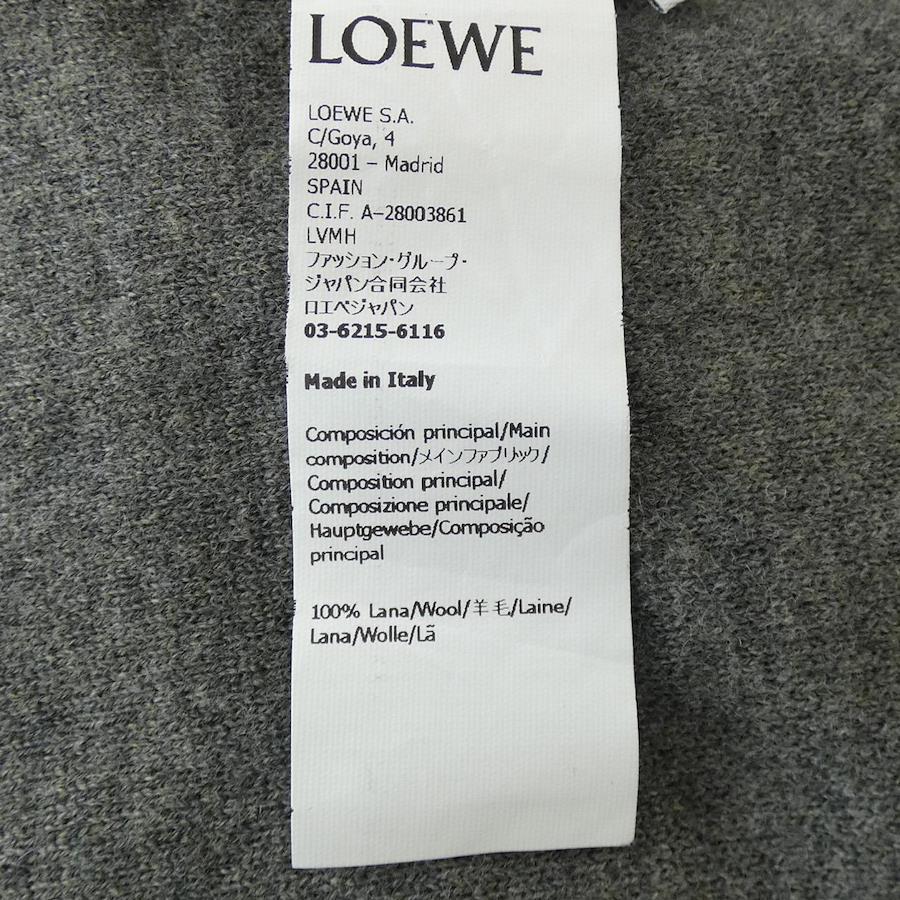 LOEWE
LOEWE S.A.
C/Goya, 4
28001 – Madrid
SPAIN
C.I.F. A-28003861
LVMH
ファッション・グループ・
ジャパン合同会社
ロエベジャパン
03-6215-6116
Made in Italy
Composición principal/Main
composition/メインファブリック/
Composition principal/
Composizione principale/
Hauptgewebe/Composição
principal
100% Lana/Wool/羊毛/Laine/
Lana/Wolle/Lã